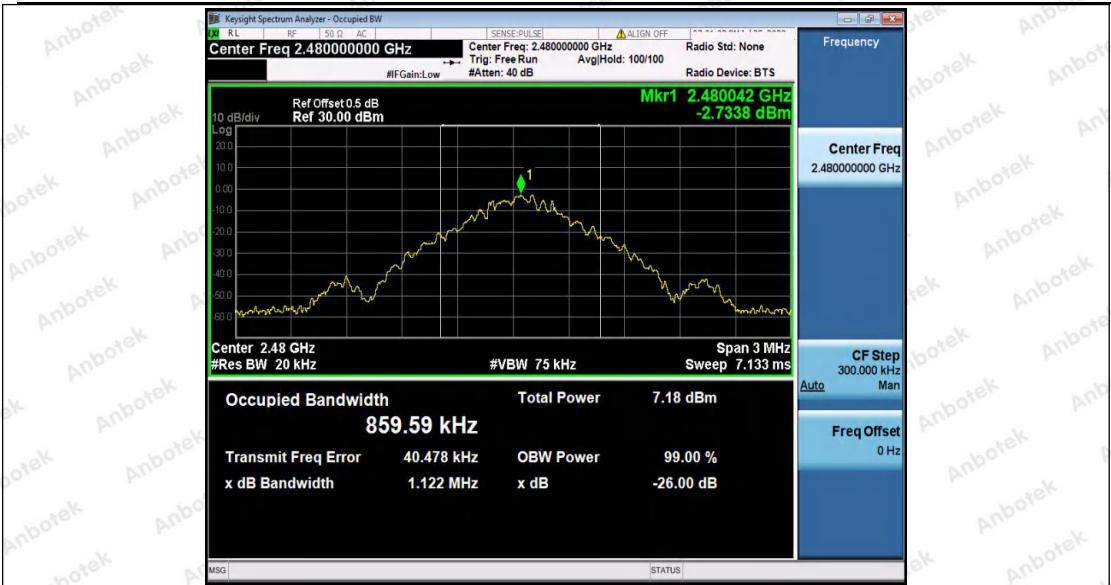 Keysight Spectrum Analyzer - Occupied BW
RL RF 50 Ω AC SENSE:PULSE ALIGN OFF
Center Freq 2.480000000 GHz
Center Freq: 2.480000000 GHz
Radio Std: None
Trig: Free Run Avg|Hold: 100/100
#IFGain:Low #Atten: 40 dB Radio Device: BTS
Frequency
Mkr1 2.480042 GHz
-2.7338 dBm
Ref Offset 0.5 dB
10 dB/div Ref 30.00 dBm
Log
20.0
10.0
0.00
-10.0
-20.0
-30.0
-40.0
-50.0
-60.0
1
Center 2.48 GHz Span 3 MHz
#Res BW 20 kHz #VBW 75 kHz Sweep 7.133 ms
Occupied Bandwidth Total Power 7.18 dBm
859.59 kHz
Transmit Freq Error 40.478 kHz OBW Power 99.00 %
x dB Bandwidth 1.122 MHz x dB -26.00 dB
Center Freq
2.480000000 GHz
CF Step
300.000 kHz
Auto Man
Freq Offset
0 Hz
MSG STATUS
Anbotek